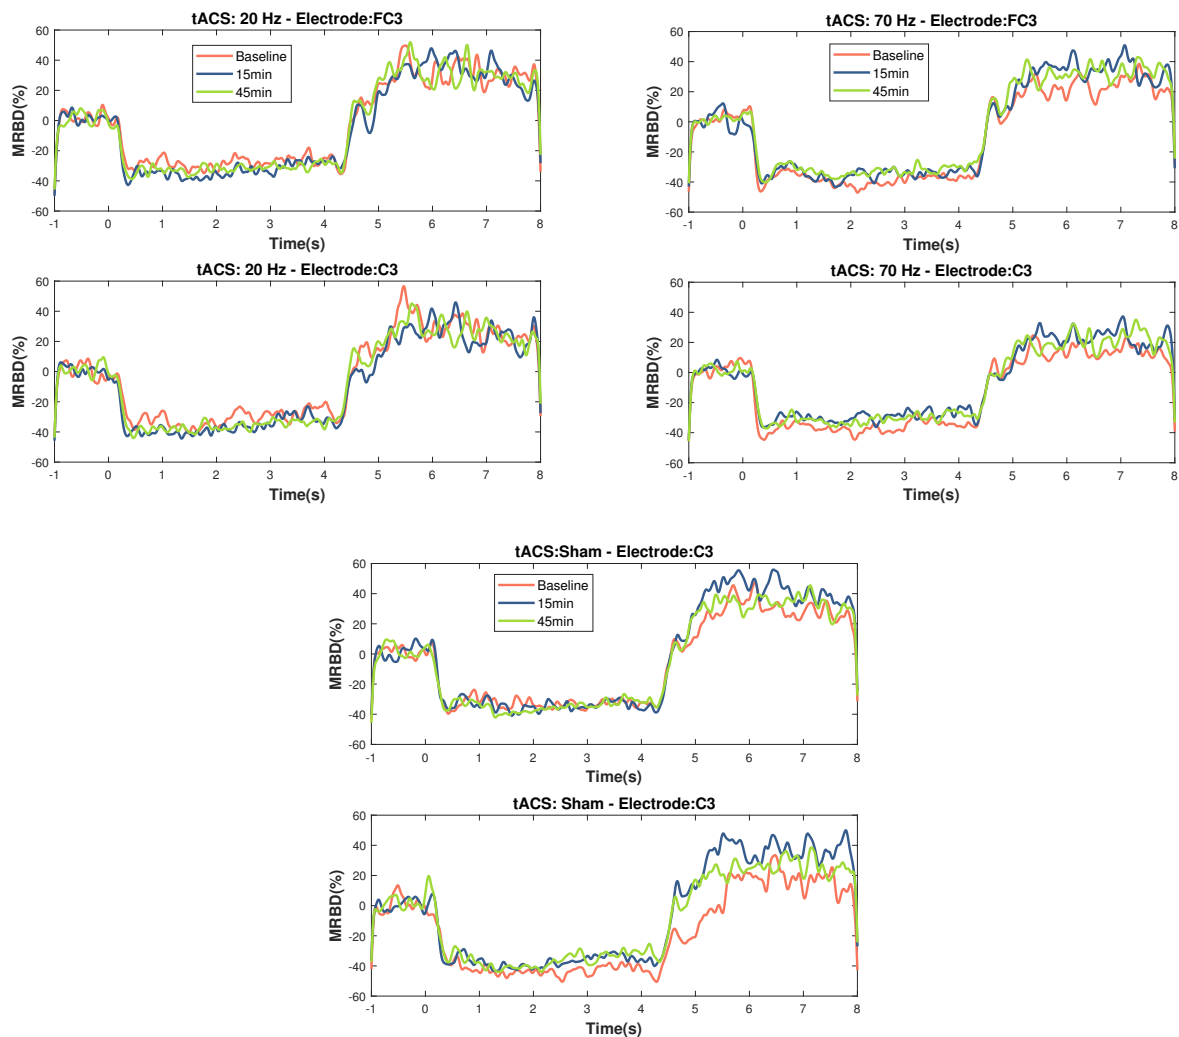 tACS: 20 Hz - Electrode:FC3
MRBD(%)
60
40
20
0
-20
-40
-60
Baseline
15min
45min
-1 0 1 2 3 4 5 6 7 8
Time(s)
tACS: 70 Hz - Electrode:FC3
MRBD(%)
60
40
20
0
-20
-40
-60
Baseline
15min
45min
-1 0 1 2 3 4 5 6 7 8
Time(s)
tACS: 20 Hz - Electrode:C3
MRBD(%)
60
40
20
0
-20
-40
-60
-1 0 1 2 3 4 5 6 7 8
Time(s)
tACS: 70 Hz - Electrode:C3
MRBD(%)
60
40
20
0
-20
-40
-60
-1 0 1 2 3 4 5 6 7 8
Time(s)
tACS:Sham - Electrode:C3
MRBD(%)
60
40
20
0
-20
-40
-60
Baseline
15min
45min
-1 0 1 2 3 4 5 6 7 8
Time(s)
tACS: Sham - Electrode:C3
MRBD(%)
60
40
20
0
-20
-40
-60
-1 0 1 2 3 4 5 6 7 8
Time(s)